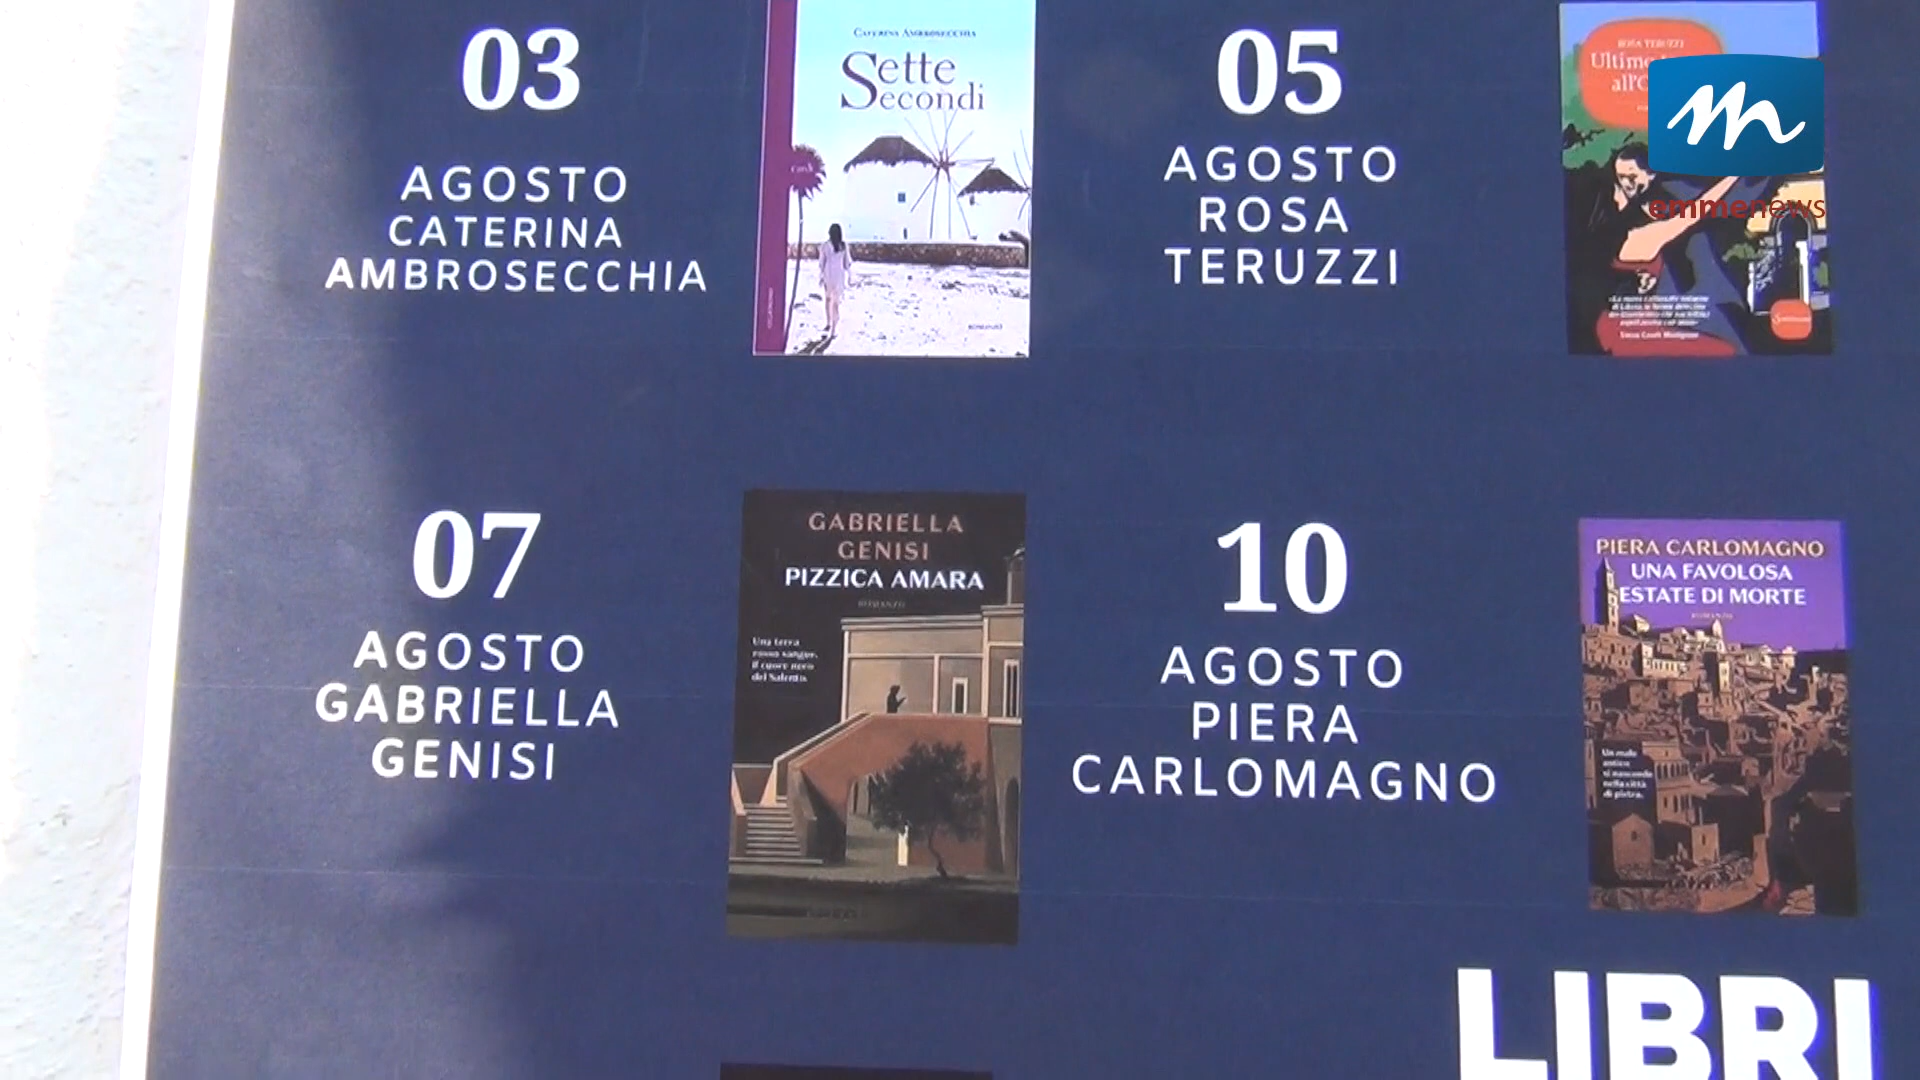 03
AGOSTO
CATERINA
AMBROSECCHIA
CATERINA AMBROSECCHIA
Sette
Secondi
ROMANZO
05
AGOSTO
ROSA
TERUZZI
ROSA TERUZZI
Ultimo
m
emmenews
07
AGOSTO
GABRIELLA
GENISI
GABRIELLA
GENISI
PIZZICA AMARA
ROMANZO
Una terra
rosso sangue.
Il cuore nero
del Salento.
10
AGOSTO
PIERA
CARLOMAGNO
PIERA CARLOMAGNO
UNA FAVOLOSA
ESTATE DI MORTE
ROMANZO
Un male
antico
si nasconde
nella città
di pietra.
LIBRI